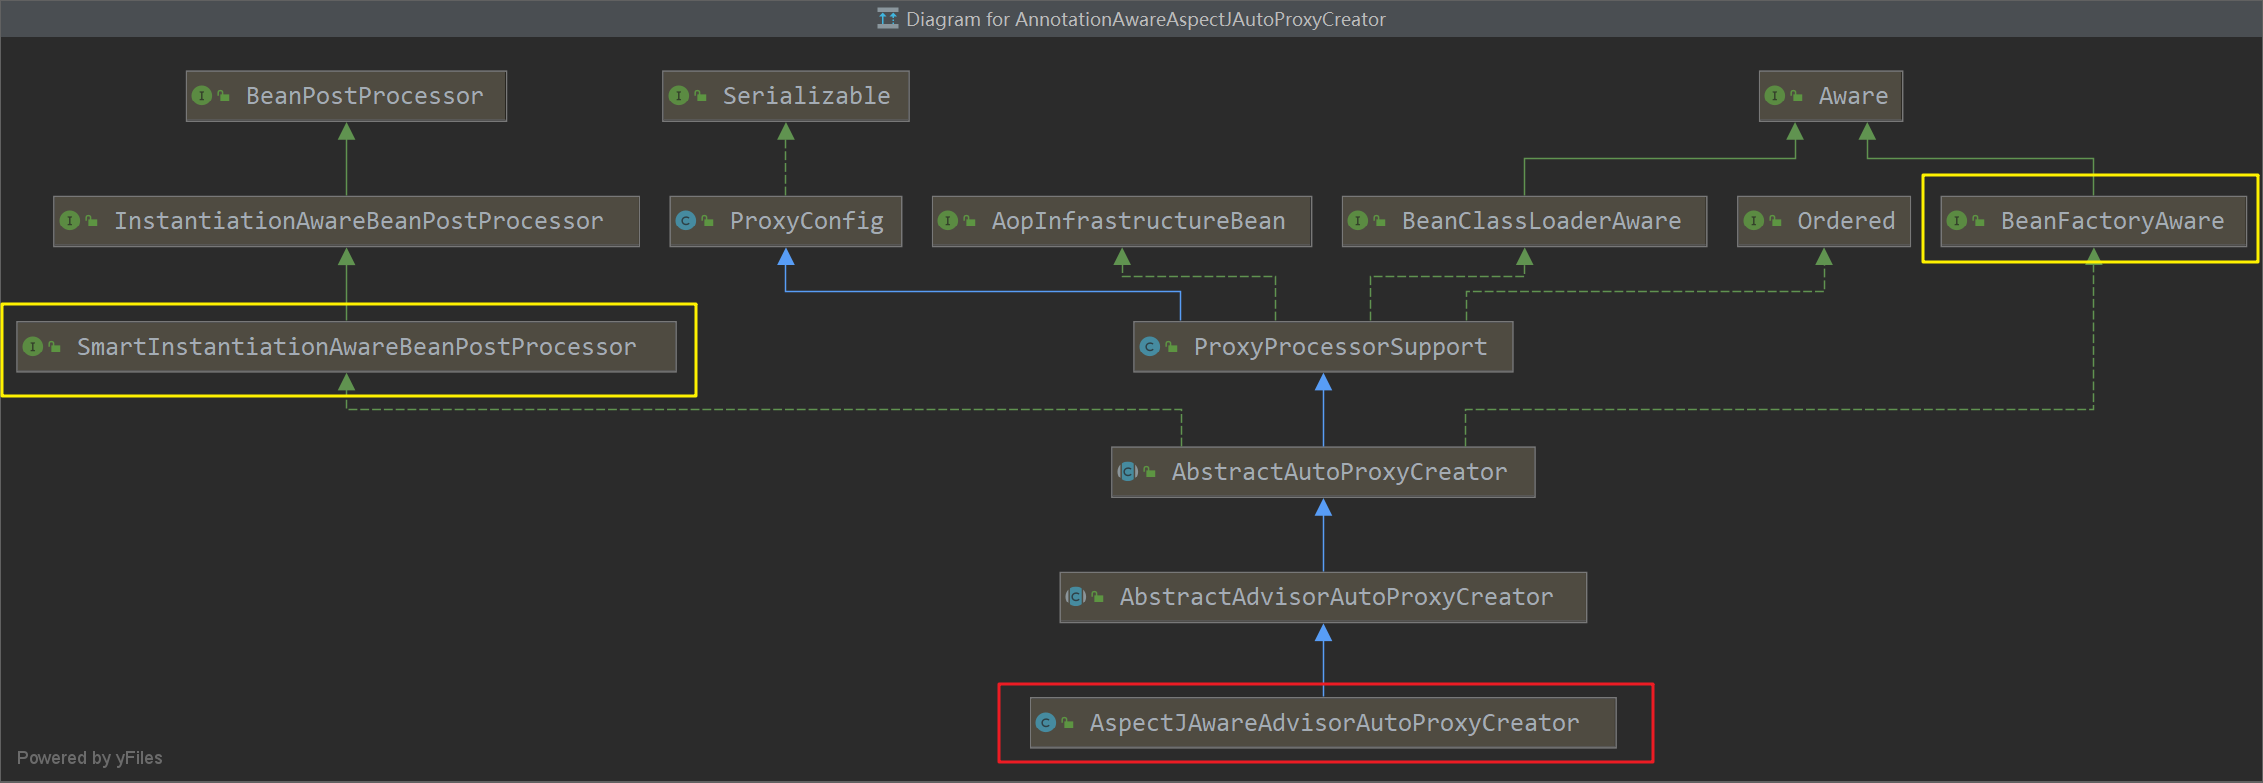 Diagram for AnnotationAwareAspectJAutoProxyCreator
BeanPostProcessor
Serializable
Aware
InstantiationAwareBeanPostProcessor
ProxyConfig
AopInfrastructureBean
BeanClassLoaderAware
Ordered
BeanFactoryAware
SmartInstantiationAwareBeanPostProcessor
ProxyProcessorSupport
AbstractAutoProxyCreator
AbstractAdvisorAutoProxyCreator
AspectJAwareAdvisorAutoProxyCreator
Powered by yFiles